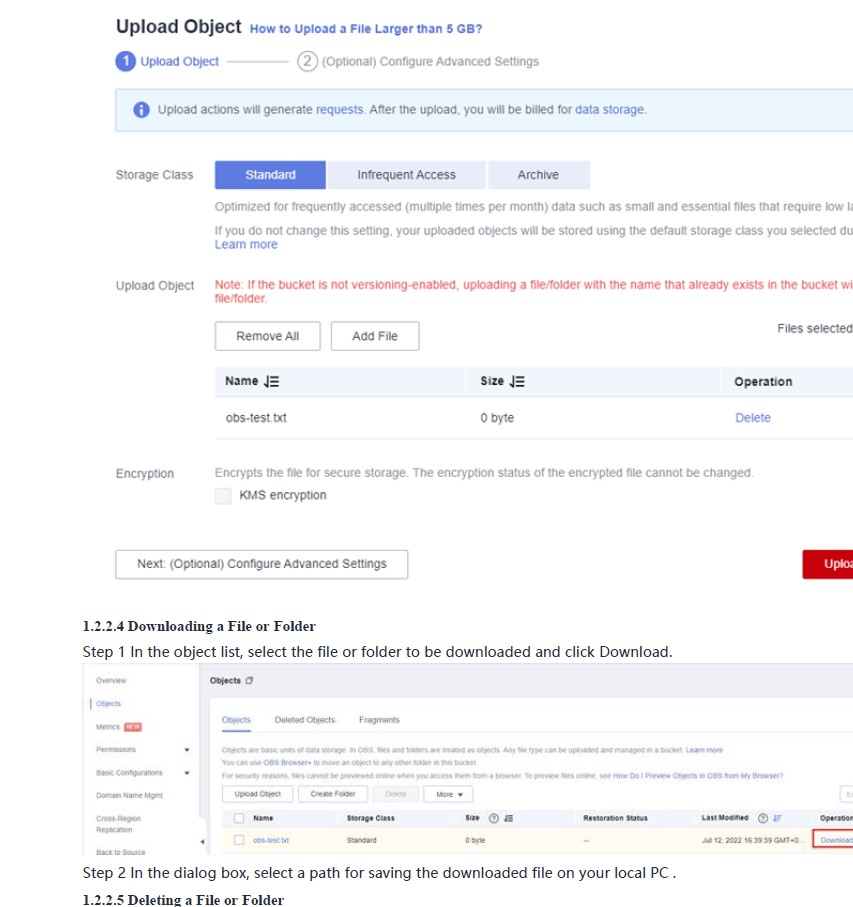 Upload Object How to Upload a File Larger than 5 GB?
1 Upload Object 2 (Optional) Configure Advanced Settings
Upload actions will generate requests. After the upload, you will be billed for data storage.
Storage Class Standard Infrequent Access Archive
Optimized for frequently accessed (multiple times per month) data such as small and essential files that require low la
If you do not change this setting, your uploaded objects will be stored using the default storage class you selected du
Learn more
Upload Object Note: If the bucket is not versioning-enabled, uploading a file/folder with the name that already exists in the bucket wi
file/folder.
Remove All Add File Files selected
Name Size Operation
obs-test.txt 0 byte Delete
Encryption Encrypts the file for secure storage. The encryption status of the encrypted file cannot be changed.
KMS encryption
Next: (Optional) Configure Advanced Settings Uploa
1.2.2.4 Downloading a File or Folder
Step 1 In the object list, select the file or folder to be downloaded and click Download.
Overview
Objects
Metrics NEW
Permissions
Basic Configurations
Domain Name Mgmt
Cross-Region
Replication
Back to Source
Objects
Objects Deleted Objects Fragments
Objects are basic units of data storage. In OBS, files and folders are treated as objects. Any file type can be uploaded and managed in a bucket. Learn more
You can use OBS Browser+ to move an object to any other folder in this bucket.
For security reasons, files cannot be previewed online when you access them from a browser. To preview files online, see How Do I Preview Objects in OBS from My Browser?
Upload Object Create Folder Delete More
Name Storage Class Size Restoration Status Last Modified Operation
obs-test.txt Standard 0 byte -- Jul 12, 2022 16:39:59 GMT+0... Download
Step 2 In the dialog box, select a path for saving the downloaded file on your local PC .
1.2.2.5 Deleting a File or Folder